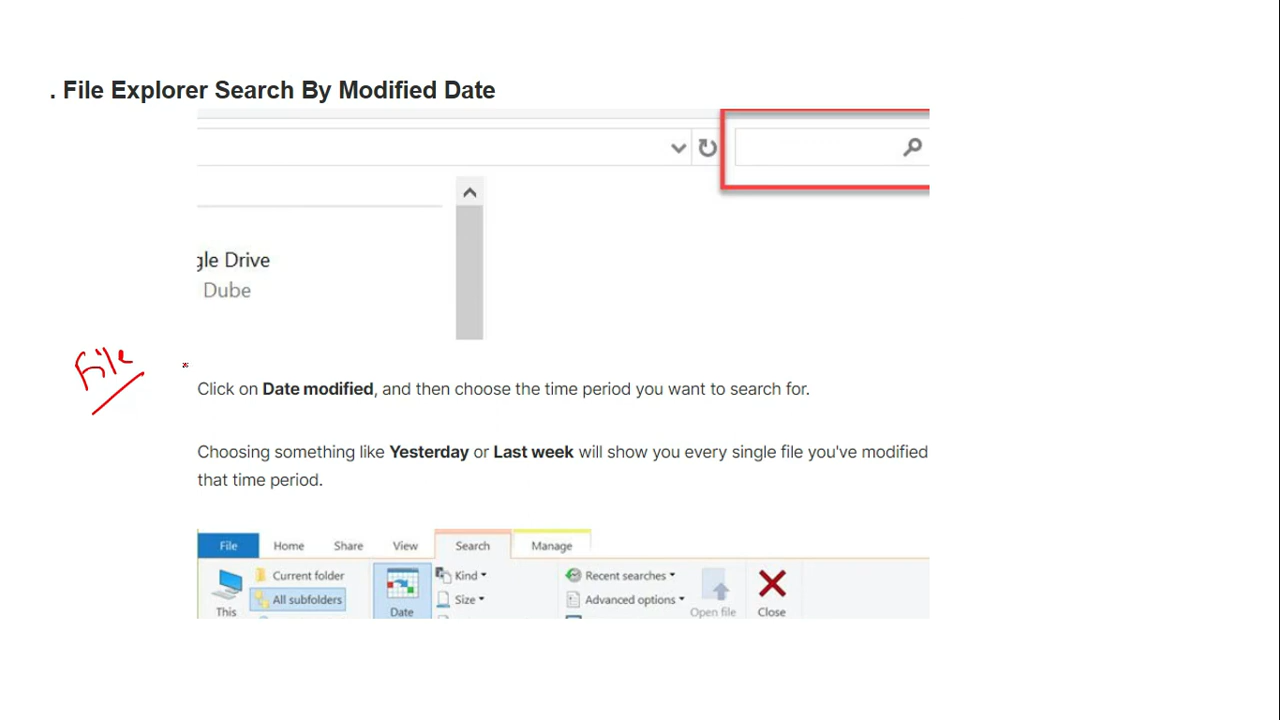 . File Explorer Search By Modified Date
gle Drive
Dube
File
Click on Date modified, and then choose the time period you want to search for.
Choosing something like Yesterday or Last week will show you every single file you've modified
that time period.
File Home Share View Search Manage
Current folder Kind Recent searches
All subfolders Size Advanced options
This Date Open file Close